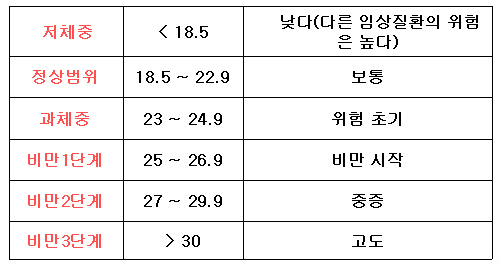 저체중 < 18.5 낮다(다른 임상질환의 위험
은 높다)
정상범위 18.5 ~ 22.9 보통
과체중 23 ~ 24.9 위험 초기
비만1단계 25 ~ 26.9 비만 시작
비만2단계 27 ~ 29.9 중증
비만3단계 > 30 고도